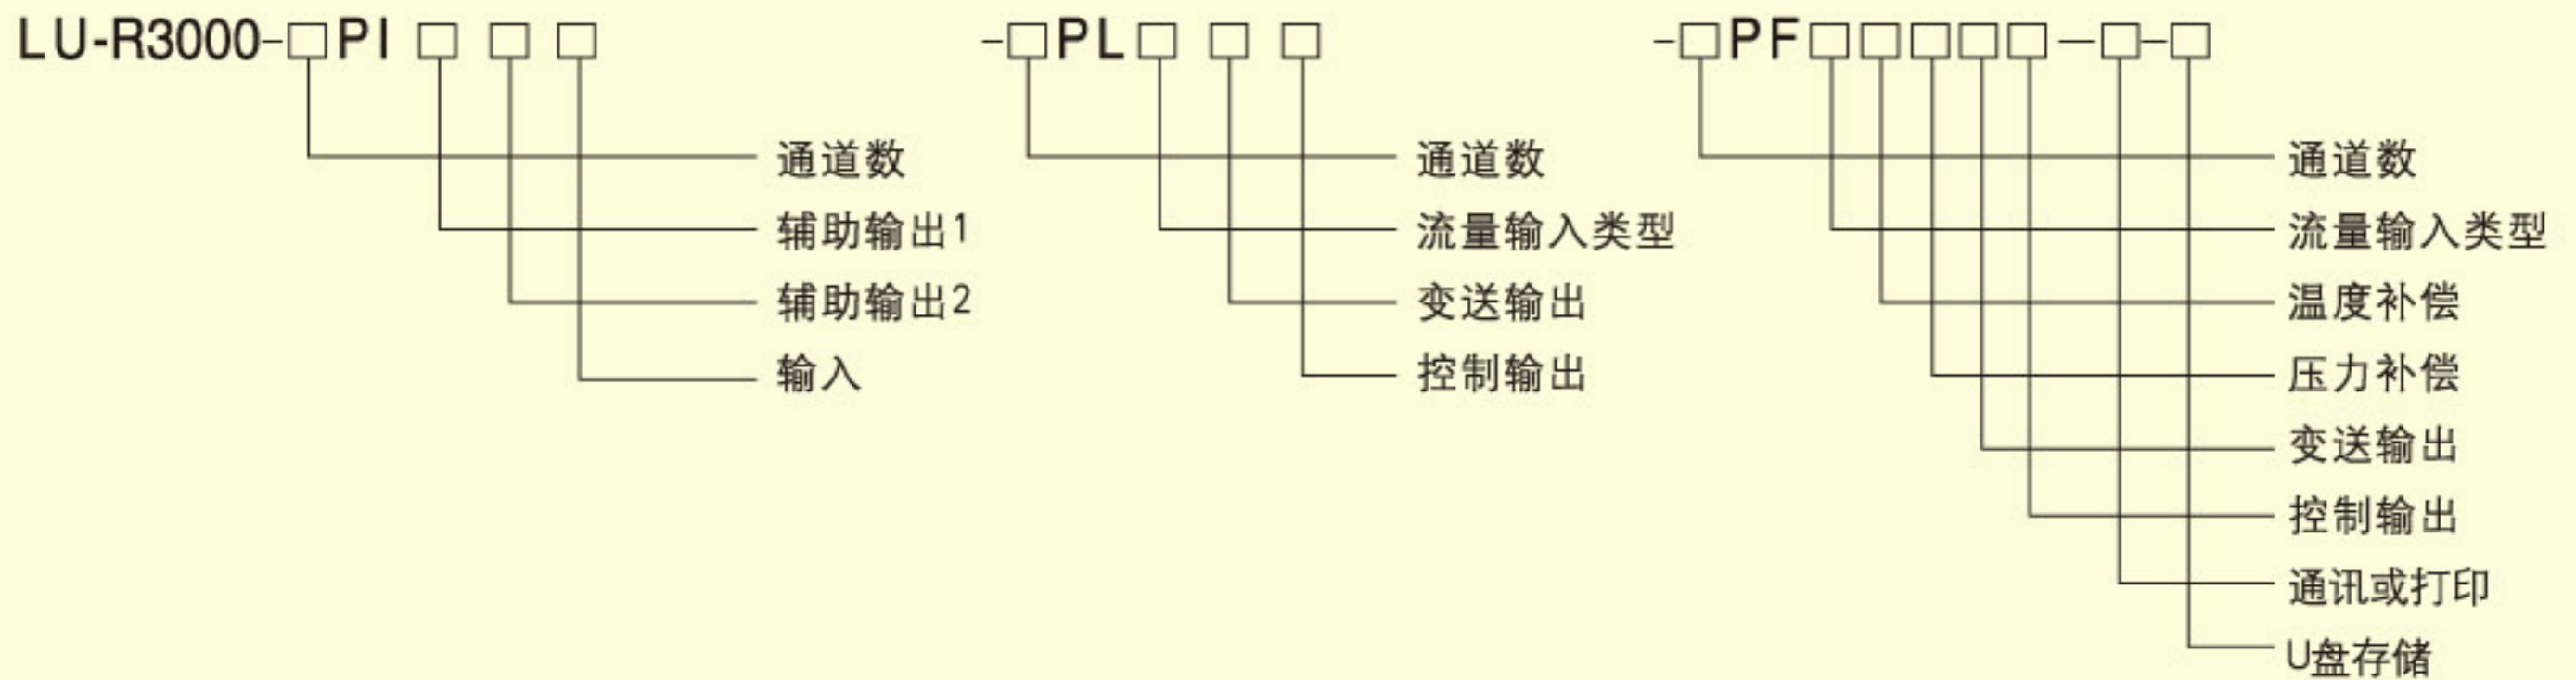 LU-R3000-□PI □ □ □ -□PL□ □ □ -□PF□□□□□—□-□
通道数 通道数 通道数
辅助输出1 流量输入类型 流量输入类型
辅助输出2 变送输出 温度补偿
输入 控制输出 压力补偿
变送输出
控制输出
通讯或打印
U盘存储